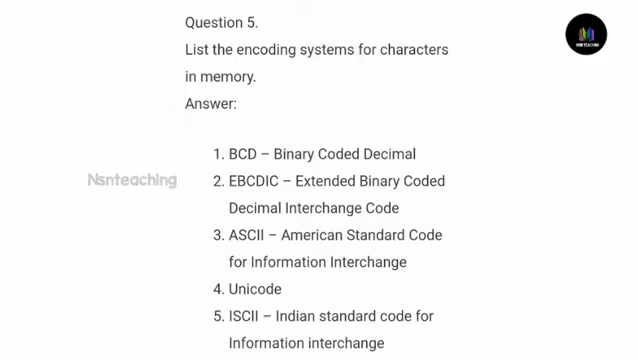 Question 5.
List the encoding systems for characters
in memory.
Answer:
1. BCD – Binary Coded Decimal
Nsnteaching
2. EBCDIC – Extended Binary Coded
Decimal Interchange Code
3. ASCII – American Standard Code
for Information Interchange
4. Unicode
5. ISCII – Indian standard code for
Information interchange
NSN TEACHING